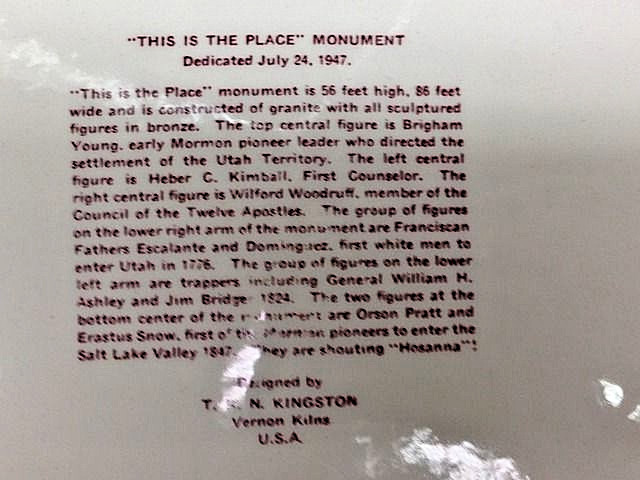 "THIS IS THE PLACE" MONUMENT
Dedicated July 24, 1947.
"This is the Place" monument is 56 feet high, 86 feet
wide and is constructed of granite with all sculptured
figures in bronze. The top central figure is Brigham
Young, early Mormon pioneer leader who directed the
settlement of the Utah Territory. The left central
figure is Heber C. Kimball, First Counselor. The
right central figure is Wilford Woodruff, member of the
Council of the Twelve Apostles. The group of figures
on the lower right arm of the monument are Franciscan
Fathers Escalante and Dominguez, first white men to
enter Utah in 1776. The group of figures on the lower
left arm are trappers including General William H.
Ashley and Jim Bridger 1824. The two figures at the
bottom center of the monument are Orson Pratt and
Erastus Snow, first of the Mormon pioneers to enter the
Salt Lake Valley 1847. They are shouting "Hosanna"!
Designed by
T. N. KINGSTON
Vernon Kilns
U.S.A.